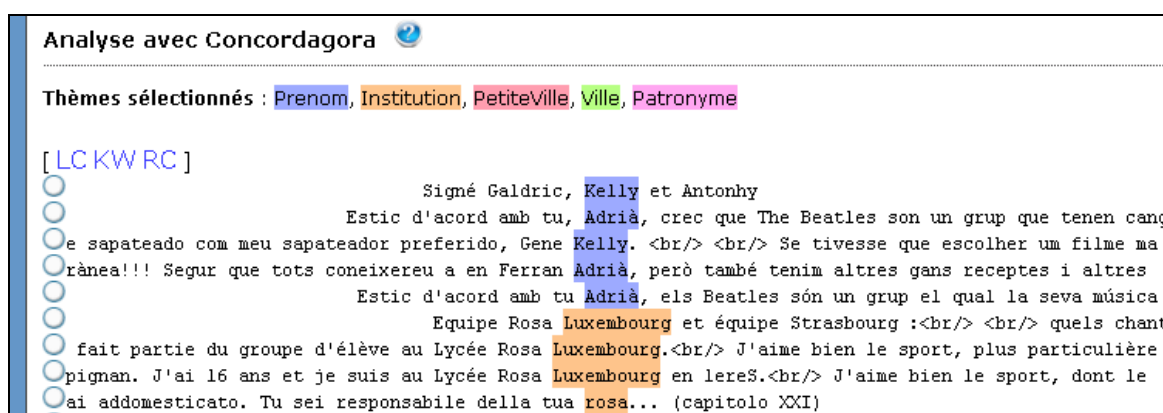 Analyse avec Concordagora
Thèmes sélectionnés : Prenom, Institution, PetiteVille, Ville, Patronyme
[ LC KW RC ]
Signé Galdric, Kelly et Antonhy
Estic d'acord amb tu, Adrià, crec que The Beatles son un grup que tenen canç
e sapateado com meu sapateador preferido, Gene Kelly. <br/> <br/> Se tivesse que escolher um filme ma
rànea!!! Segur que tots coneixereu a en Ferran Adrià, però també tenim altres gans receptes i altres
Estic d'acord amb tu Adrià, els Beatles són un grup el qual la seva música
Equipe Rosa Luxembourg et équipe Strasbourg :<br/> <br/> quels chant
fait partie du groupe d'élève au Lycée Rosa Luxembourg.<br/> J'aime bien le sport, plus particulière
pignan. J'ai 16 ans et je suis au Lycée Rosa Luxembourg en 1ereS.<br/> J'aime bien le sport, dont le
ai addomesticato. Tu sei responsabile della tua rosa... (capitolo XXI)